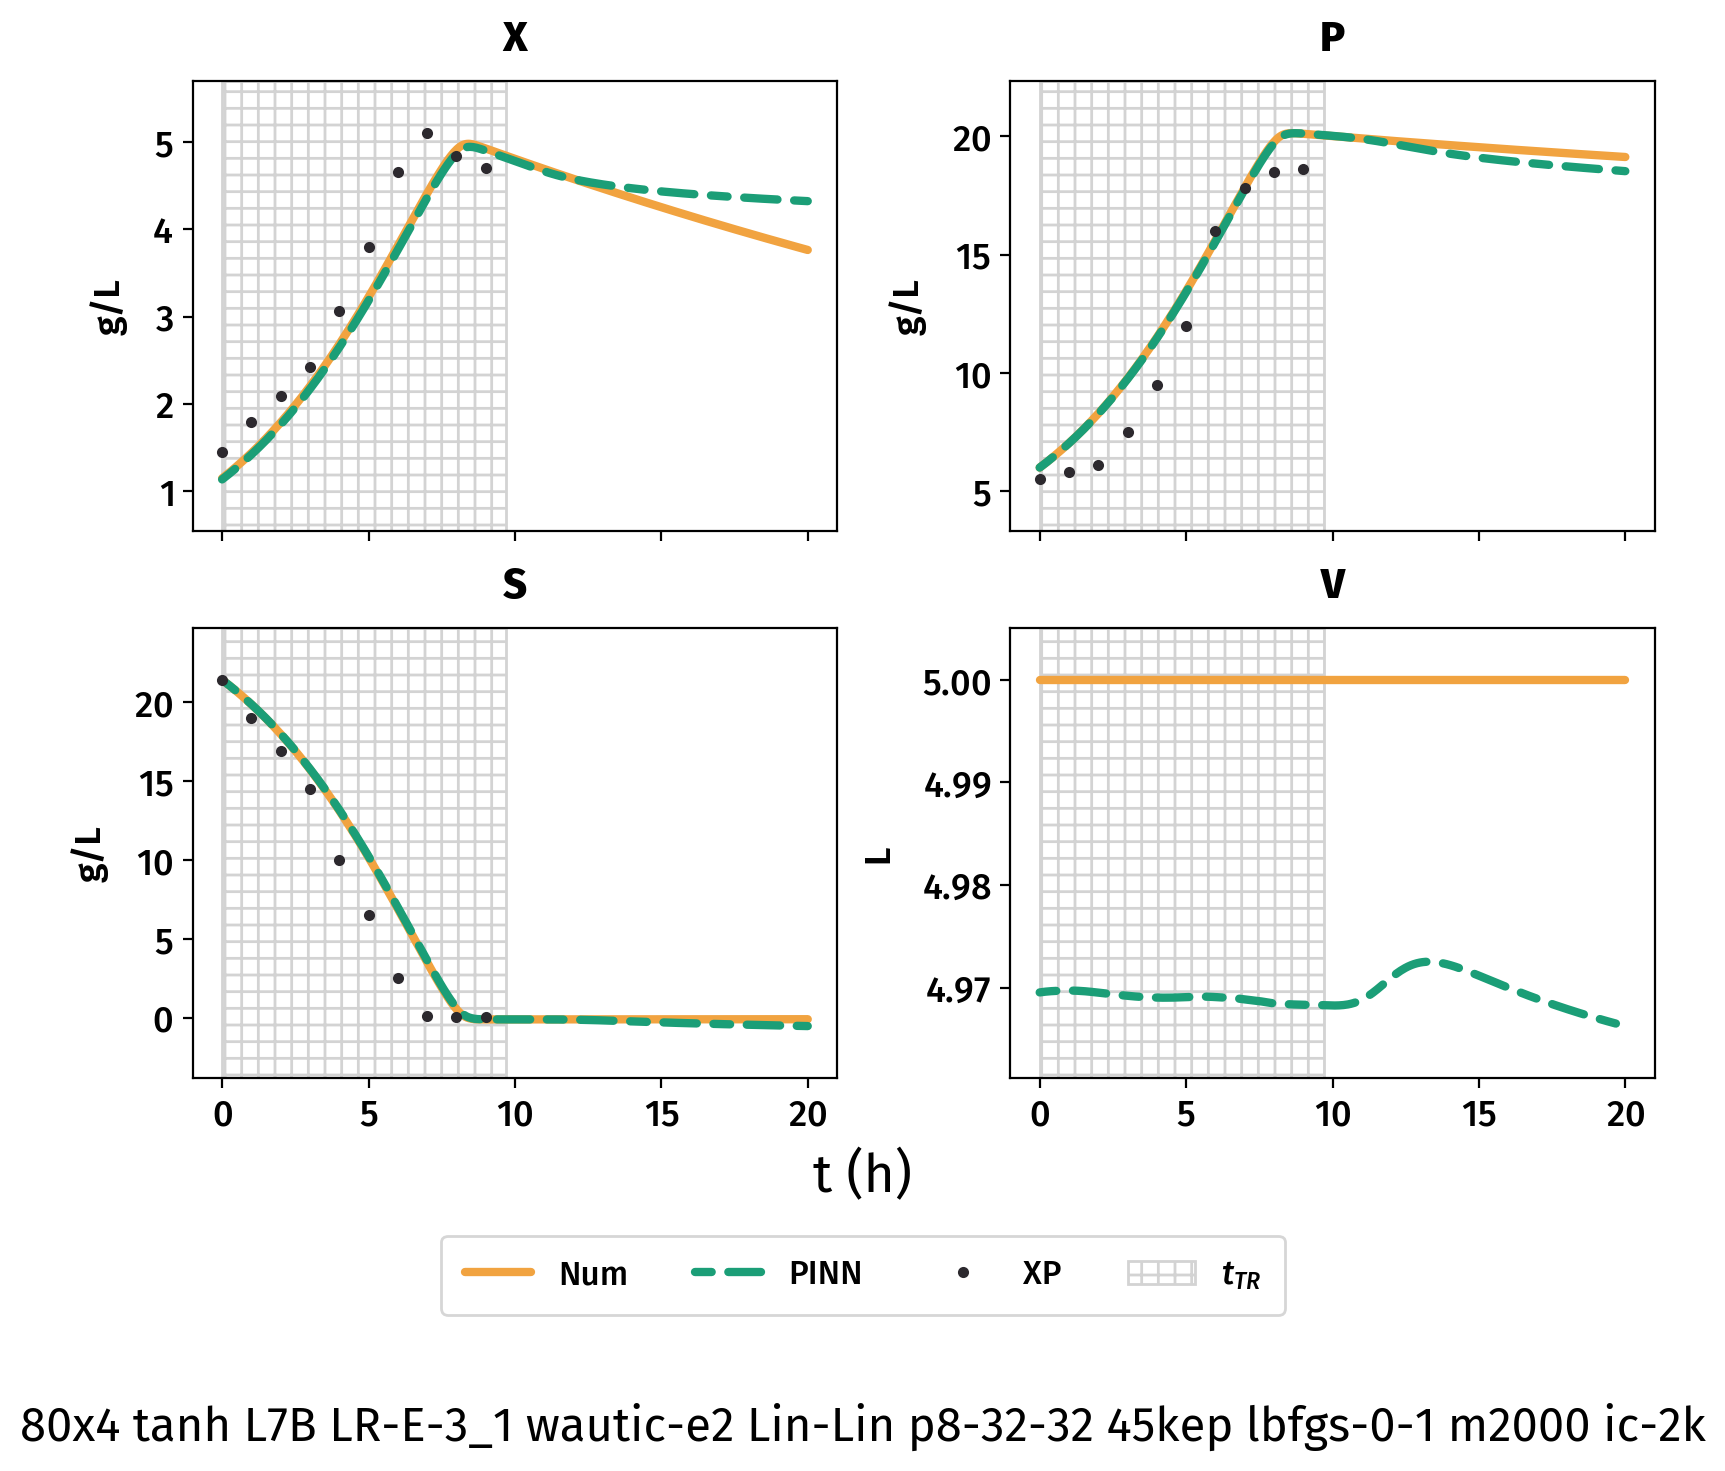 X
P
5
4
3
2
1
g/L
20
15
10
5
g/L
S
V
20
15
10
5
0
g/L
5.00
4.99
4.98
4.97
L
0 5 10 15 20
0 5 10 15 20
t (h)
Num PINN XP tTR
80x4 tanh L7B LR-E-3_1 wautic-e2 Lin-Lin p8-32-32 45kep lbfgs-0-1 m2000 ic-2k